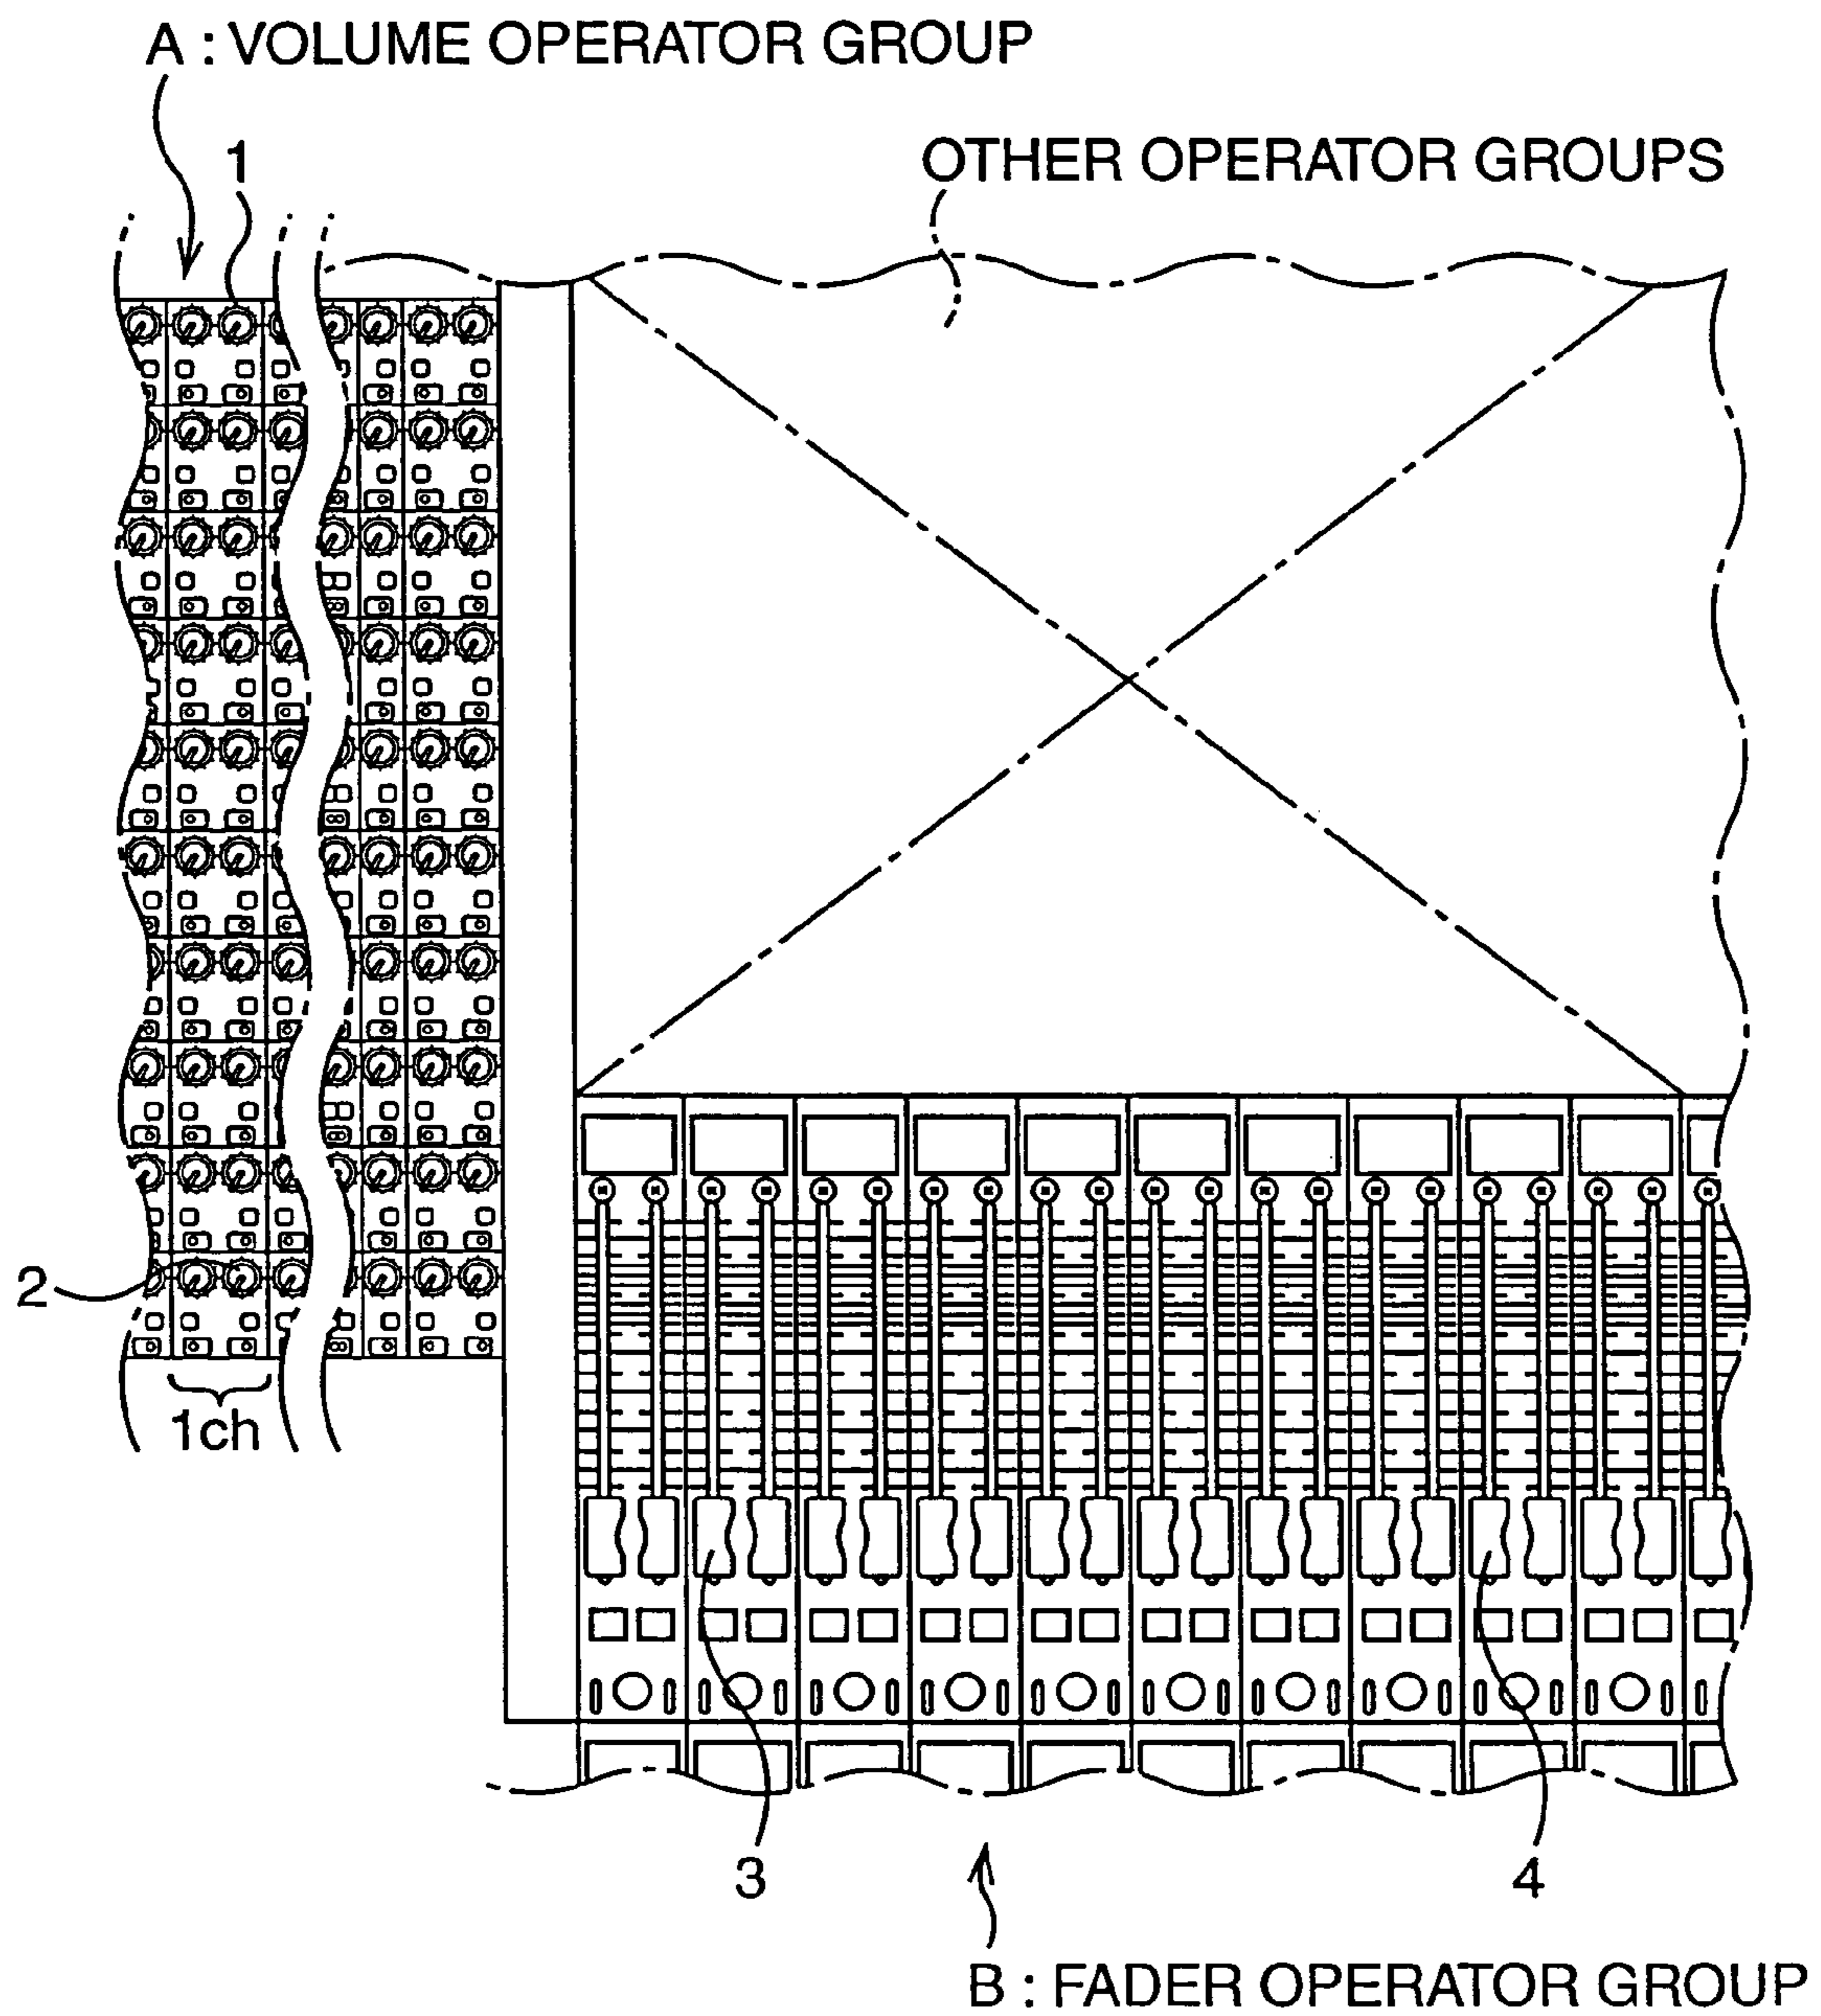 A : VOLUME OPERATOR GROUP
1
OTHER OPERATOR GROUPS
2
1ch
3
4
B : FADER OPERATOR GROUP